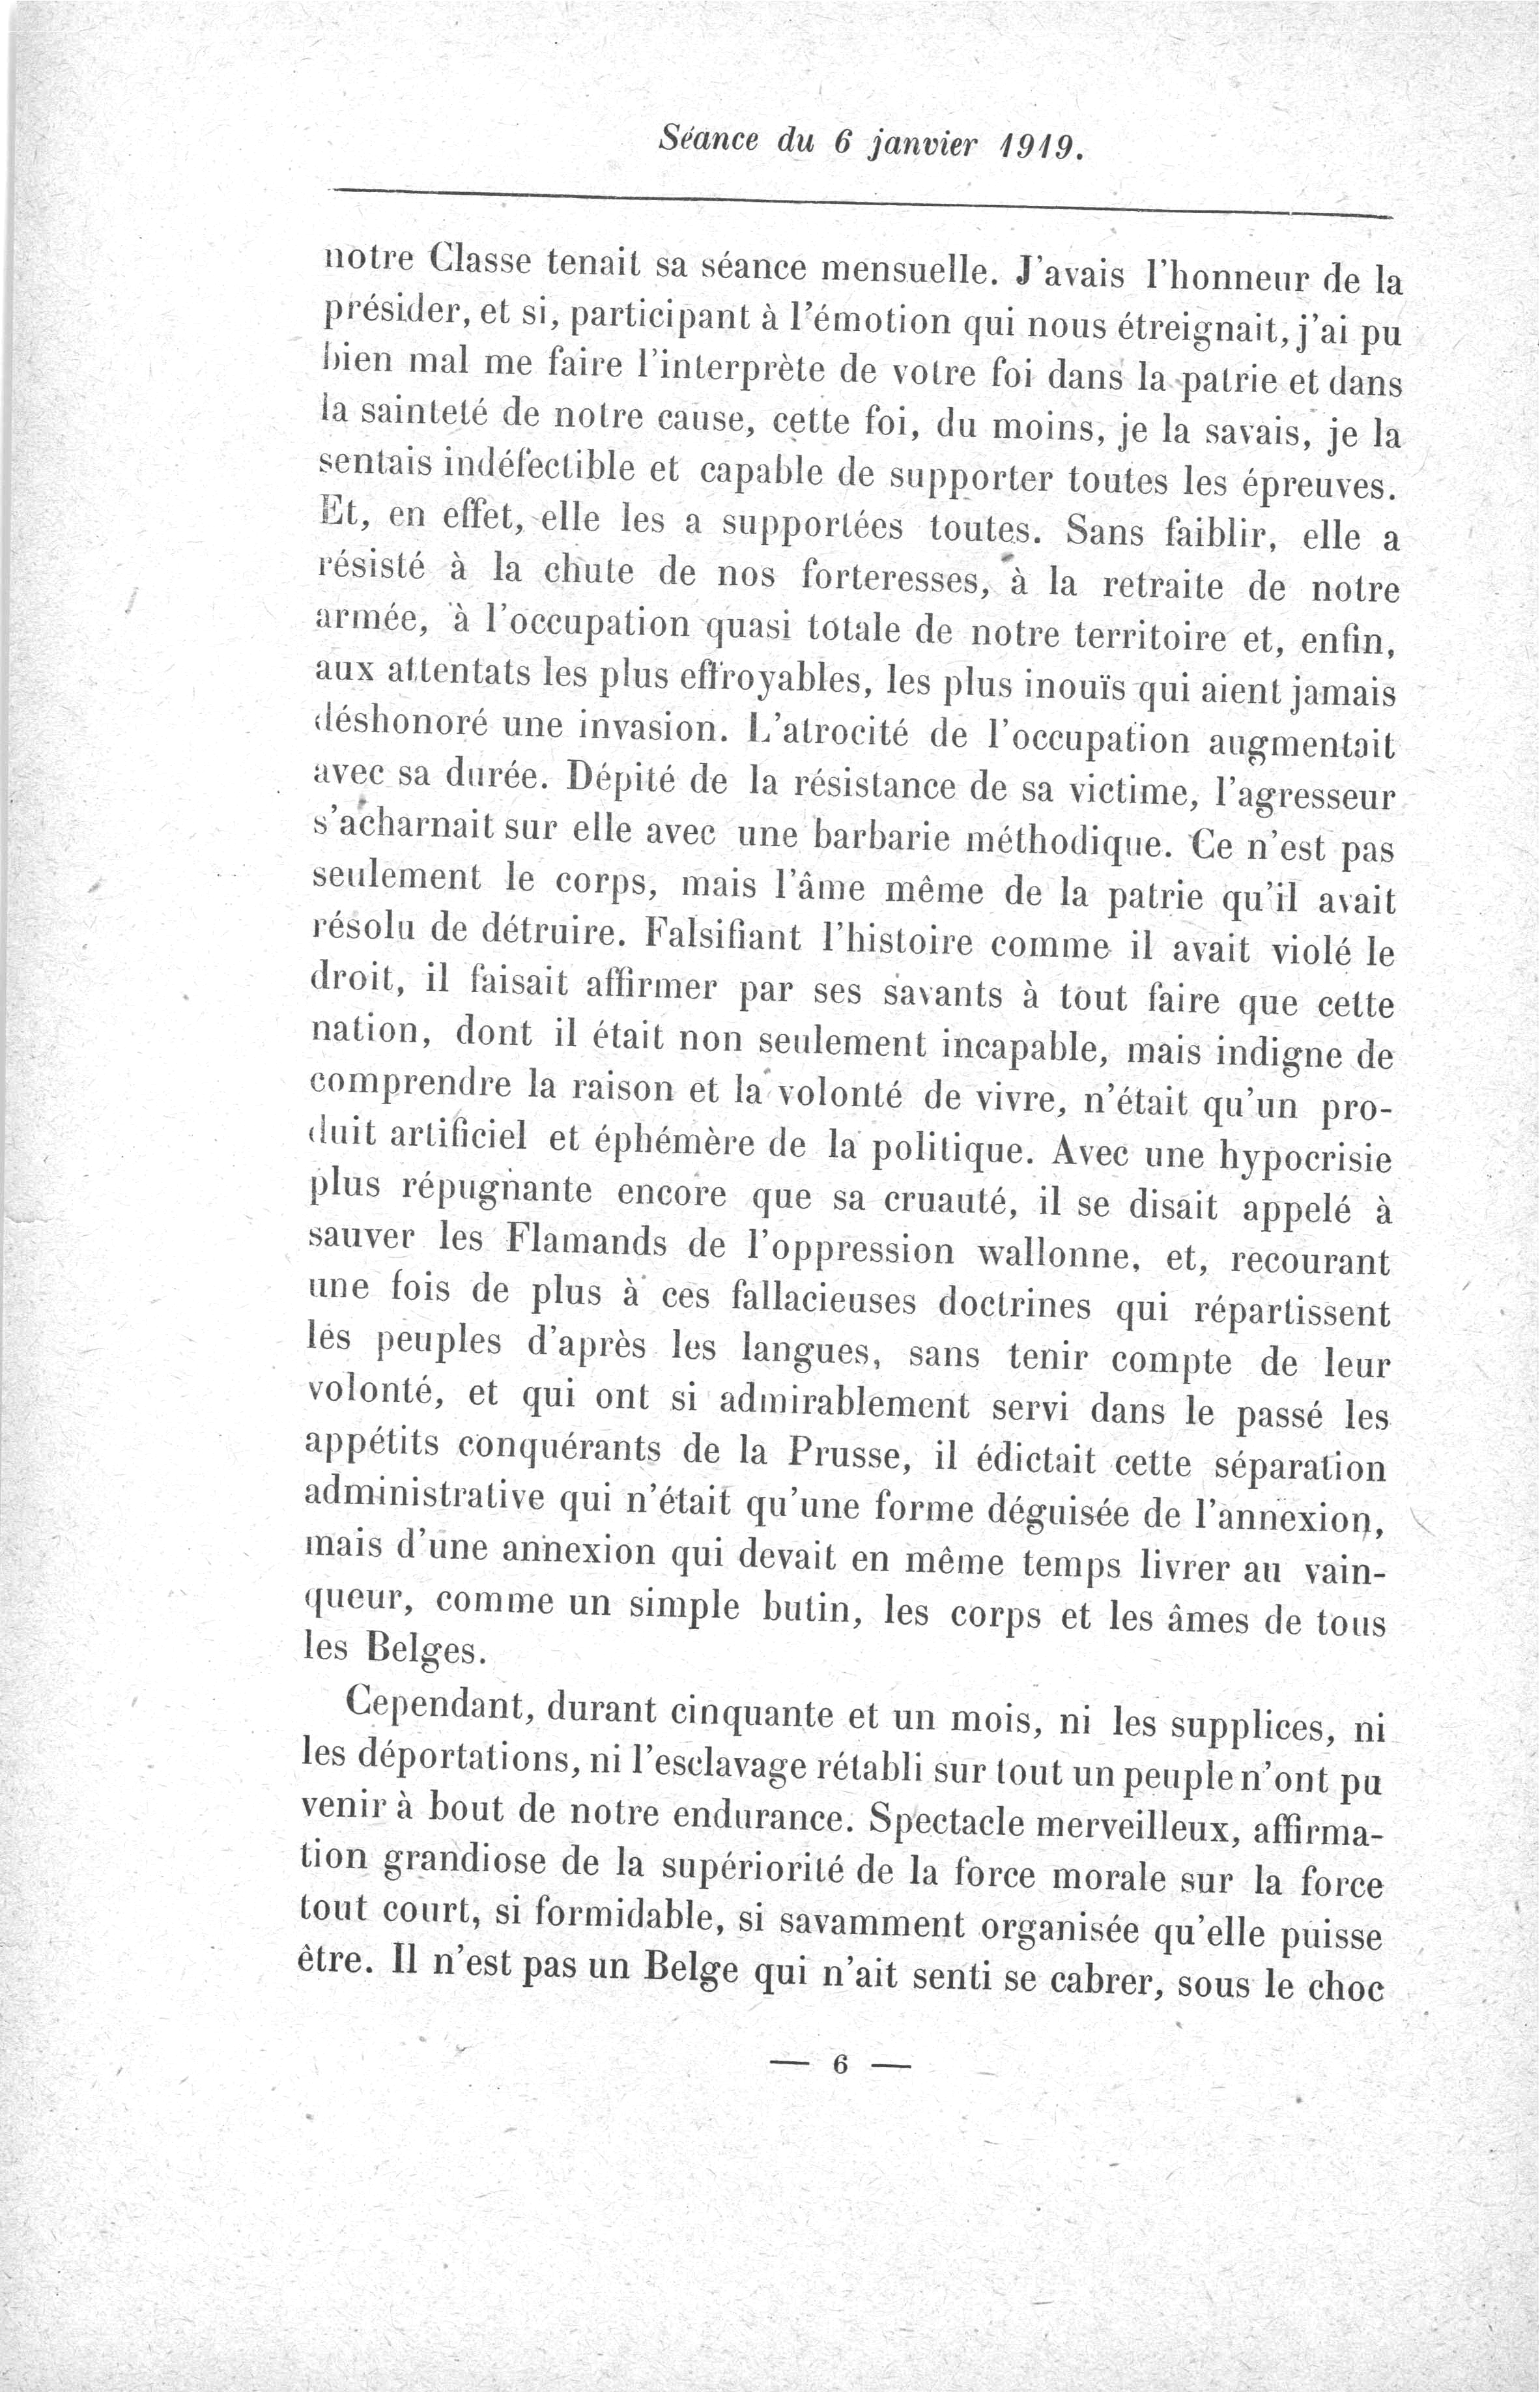 Séance du 6 janvier 1919.
notre Classe tenait sa séance mensuelle. J'avais l'honneur de la
présider, et si, participant à l'émotion qui nous étreignait, j'ai pu
bien mal me faire l'interprète de votre foi dans la patrie et dans
la sainteté de notre cause, cette foi, du moins, je la savais, je la
sentais indéfectible et capable de supporter toutes les épreuves.
Et, en effet, elle les a supportées toutes. Sans faiblir, elle a
résisté à la chute de nos forteresses, à la retraite de notre
armée, à l'occupation quasi totale de notre territoire et, enfin,
aux attentats les plus effroyables, les plus inouïs qui aient jamais
déshonoré une invasion. L'atrocité de l'occupation augmentait
avec sa durée. Dépité de la résistance de sa victime, l'agresseur
s'acharnait sur elle avec une barbarie méthodique. Ce n'est pas
seulement le corps, mais l'âme même de la patrie qu'il avait
résolu de détruire. Falsifiant l'histoire comme il avait violé le
droit, il faisait affirmer par ses savants à tout faire que cette
nation, dont il était non seulement incapable, mais indigne de
comprendre la raison et la volonté de vivre, n'était qu'un pro-
duit artificiel et éphémère de la politique. Avec une hypocrisie
plus répugnante encore que sa cruauté, il se disait appelé à
sauver les Flamands de l'oppression wallonne, et, recourant
une fois de plus à ces fallacieuses doctrines qui répartissent
les peuples d'après les langues, sans tenir compte de leur
volonté, et qui ont si admirablement servi dans le passé les
appétits conquérants de la Prusse, il édictait cette séparation
administrative qui n'était qu'une forme déguisée de l'annexion,
mais d'une annexion qui devait en même temps livrer au vain-
queur, comme un simple butin, les corps et les âmes de tous
les Belges.
Cependant, durant cinquante et un mois, ni les supplices, ni
les déportations, ni l'esclavage rétabli sur tout un peuple n'ont pu
venir à bout de notre endurance. Spectacle merveilleux, affirma-
tion grandiose de la supériorité de la force morale sur la force
tout court, si formidable, si savamment organisée qu'elle puisse
être. Il n'est pas un Belge qui n'ait senti se cabrer, sous le choc
— 6 —